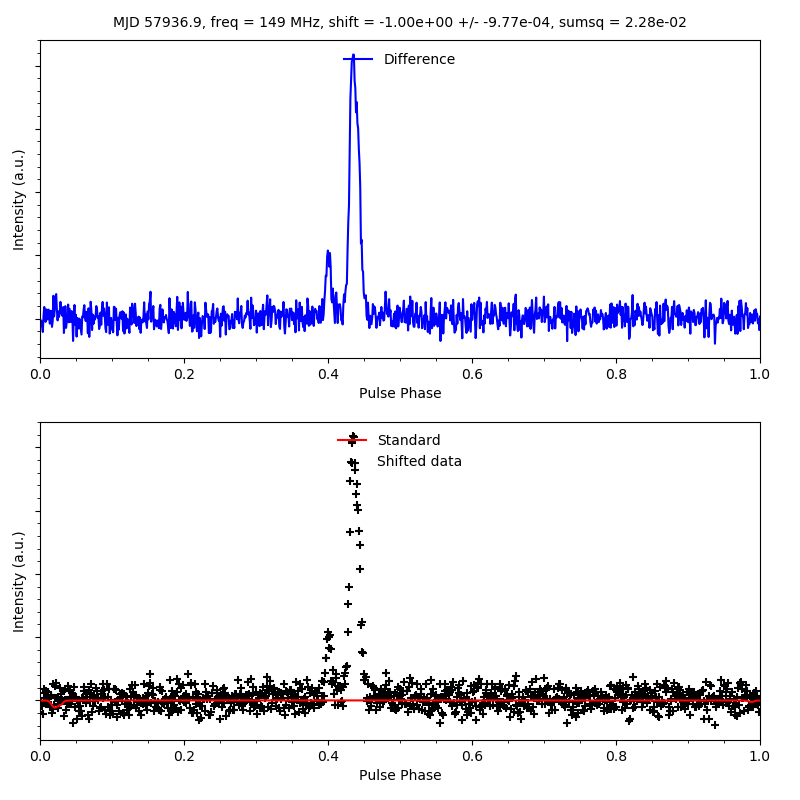 MJD 57936.9, freq = 149 MHz, shift = -1.00e+00 +/- -9.77e-04, sumsq = 2.28e-02
Difference
Intensity (a.u.)
0.0 0.2 0.4 0.6 0.8 1.0
Pulse Phase
Standard
Shifted data
Intensity (a.u.)
0.0 0.2 0.4 0.6 0.8 1.0
Pulse Phase